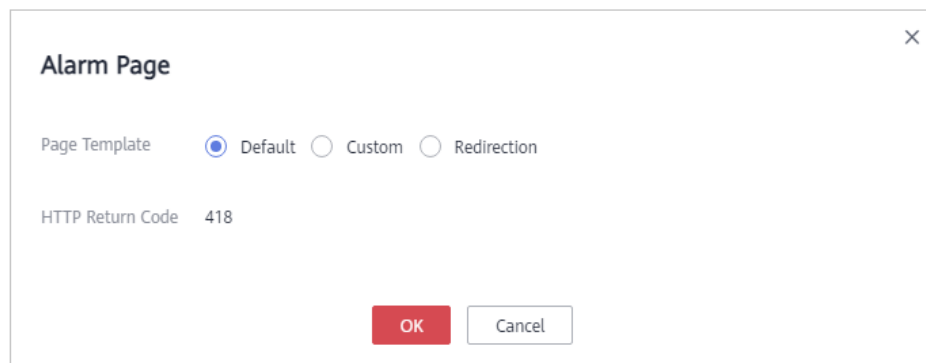 Alarm Page
Page Template Default Custom Redirection
HTTP Return Code 418
OK Cancel